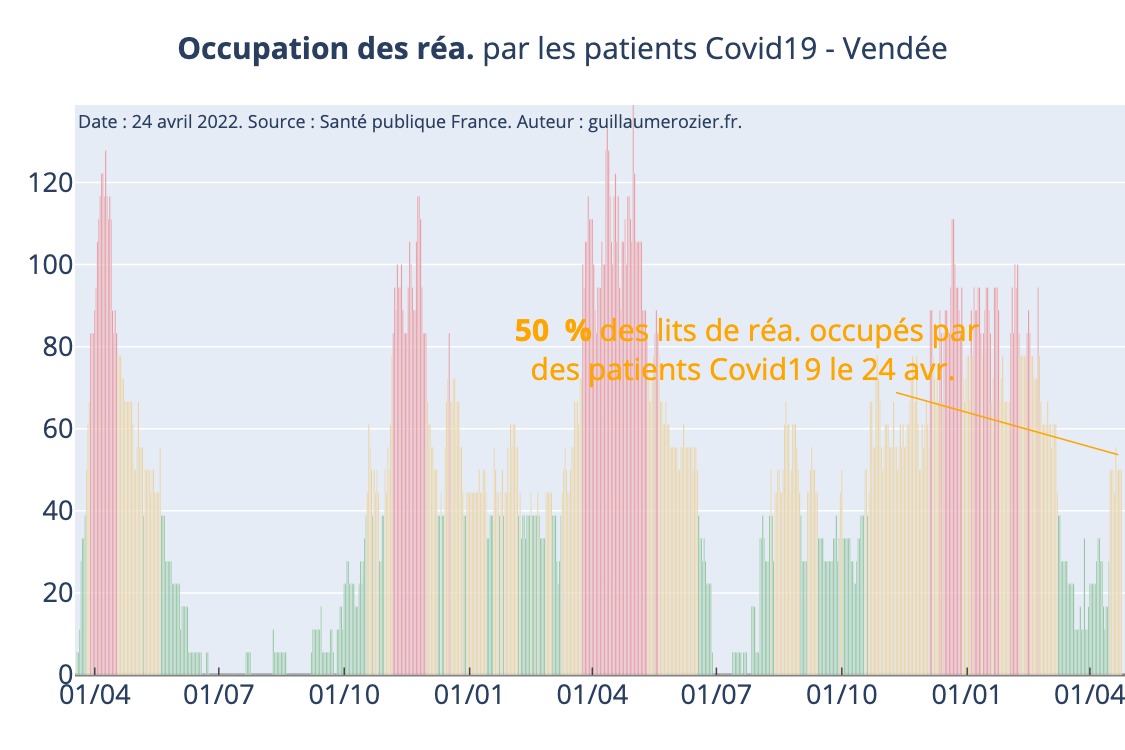 Occupation des réa. par les patients Covid19 - Vendée
Date : 24 avril 2022. Source : Santé publique France. Auteur : guillaumerozier.fr.
120
100
80
60
40
20
0
50  % des lits de réa. occupés par
des patients Covid19 le 24 avr.
01/04 01/07 01/10 01/01 01/04 01/07 01/10 01/01 01/04